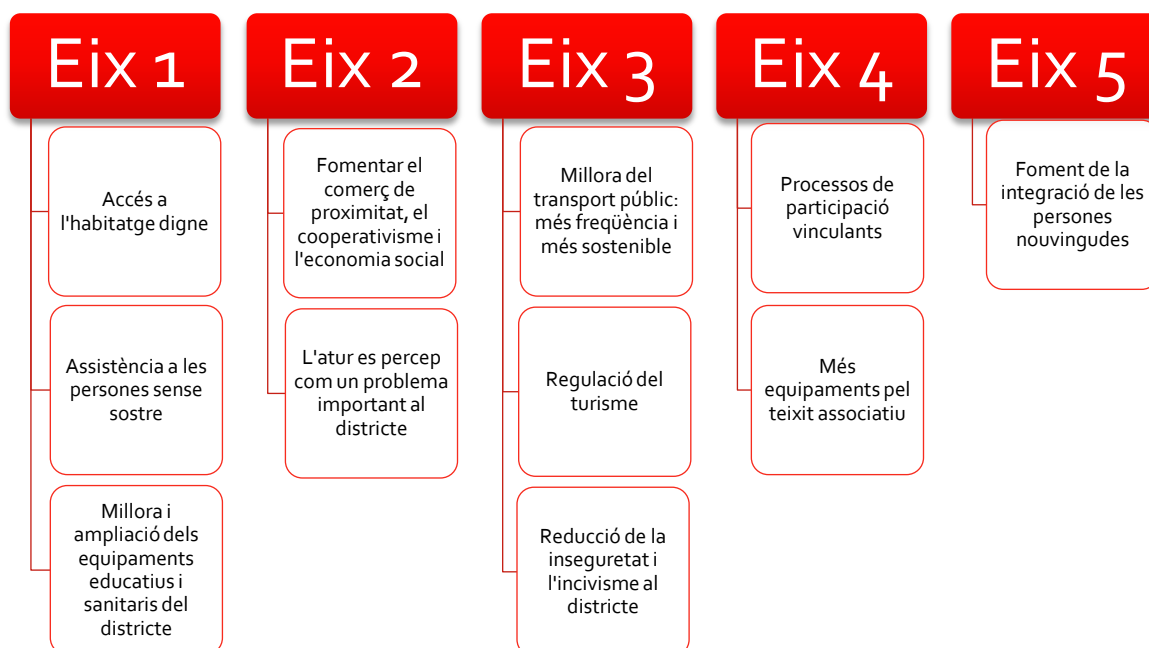 Eix 1
Accés a
l'habitatge digne
Assistència a les
persones sense
sostre
Millora i
ampliació dels
equipaments
educatius i
sanitaris del
districte
Eix 2
Fomentar el
comerç de
proximitat, el
cooperativisme i
l'economia social
L'atur es percep
com un problema
important al
districte
Eix 3
Millora del
transport públic:
més freqüència i
més sostenible
Regulació del
turisme
Reducció de la
inseguretat i
l'incivisme al
districte
Eix 4
Processos de
participació
vinculants
Més
equipaments pel
teixit associatiu
Eix 5
Foment de la
integració de les
persones
nouvingudes